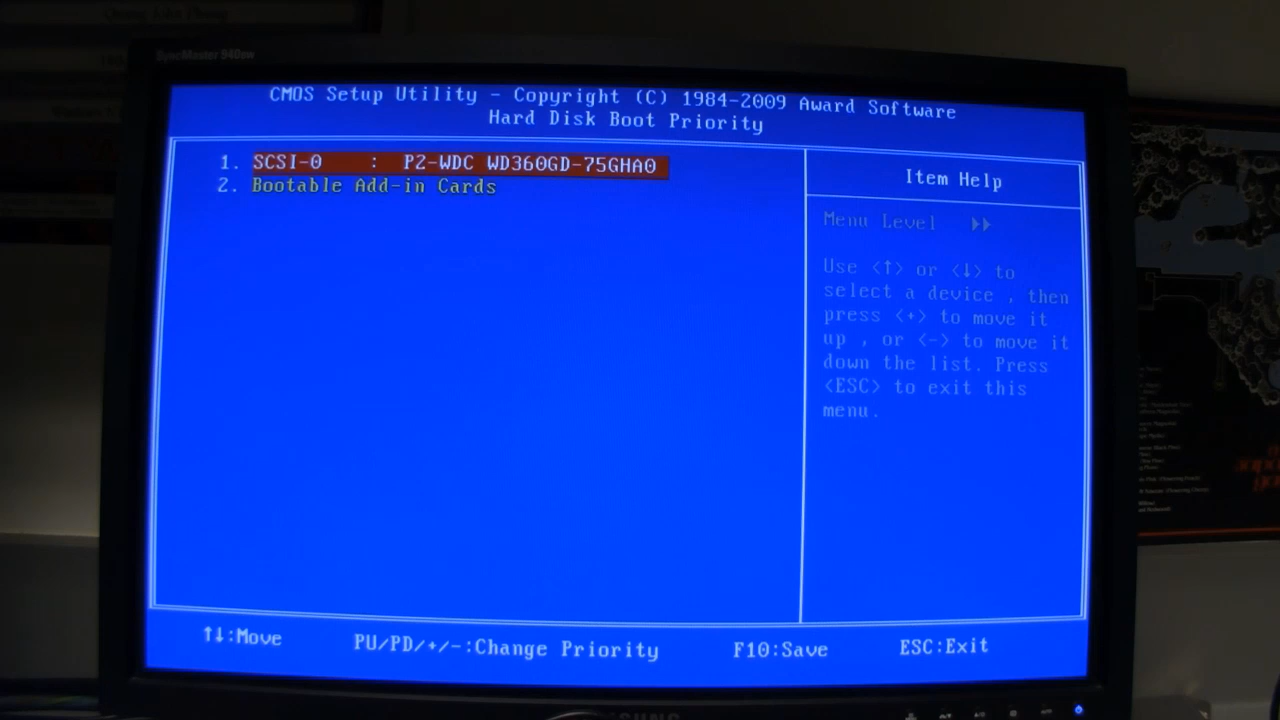 SyncMaster 940sw
CMOS Setup Utility - Copyright (C) 1984-2009 Award Software
Hard Disk Boot Priority
1. SCSI-0 : P2-WDC WD360GD-75GHA0
2. Bootable Add-in Cards
Item Help
Menu Level ▸▸
Use <↑> or <↓> to
select a device , then
press <+> to move it
up , or <-> to move it
down the list. Press
<ESC> to exit this
menu.
↑↓:Move PU/PD/+/-:Change Priority F10:Save ESC:Exit
SAMSUNG